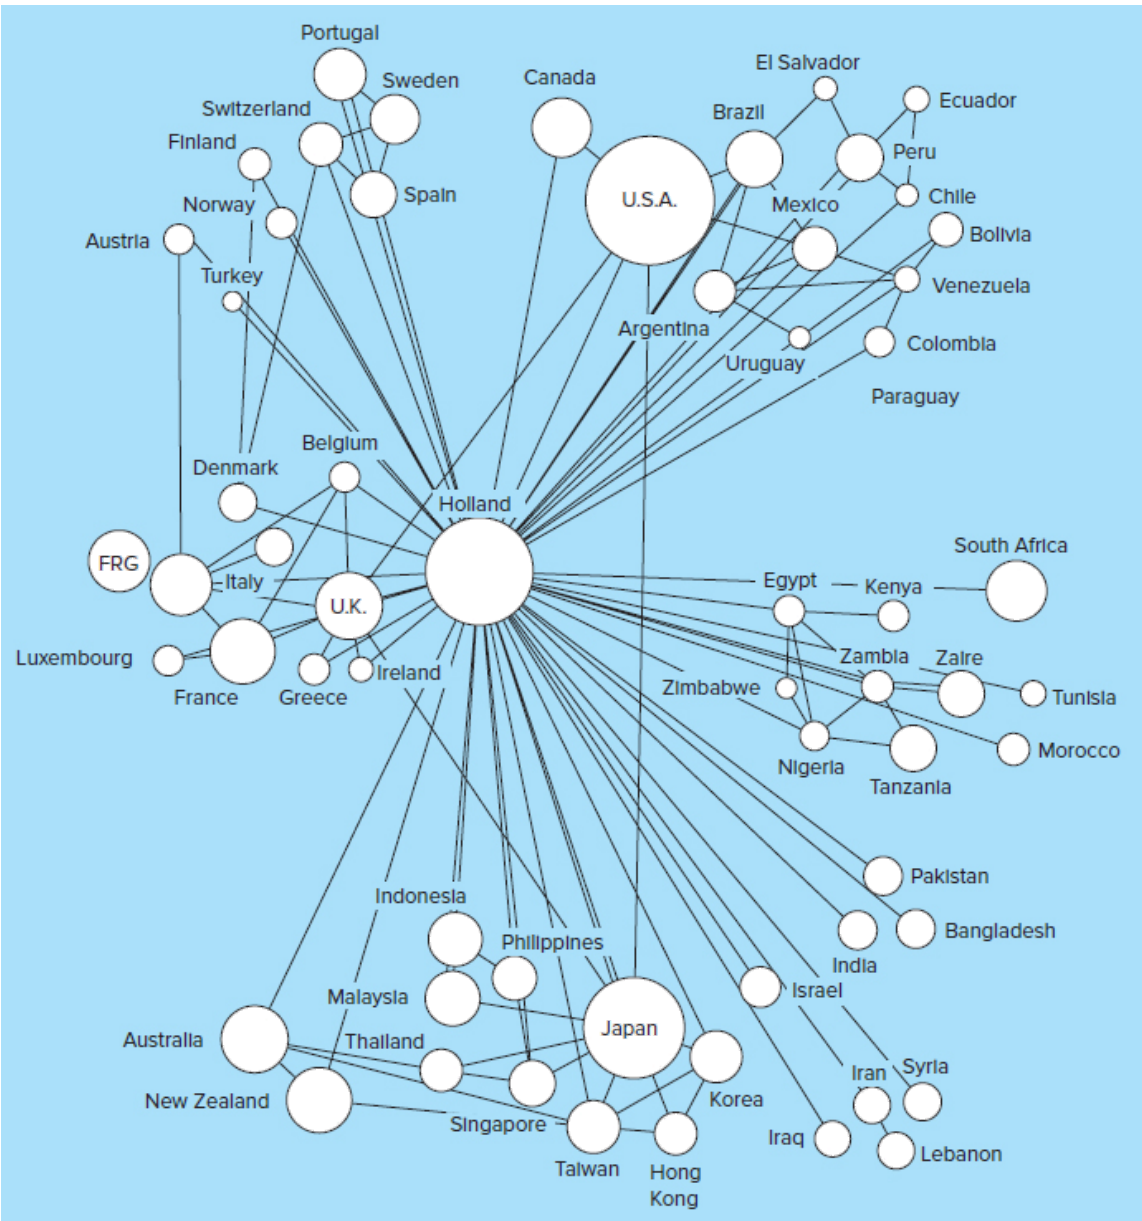 Portugal
Sweden
Canada
El Salvador
Ecuador
Switzerland
Brazil
Finland
Peru
U.S.A.
Spain
Chile
Norway
Mexico
Austria
Bolivia
Turkey
Venezuela
Argentina
Uruguay
Colombia
Paraguay
Belgium
Denmark
Holland
South Africa
FRG
Italy
Egypt
Kenya
U.K.
Luxembourg
Zambia
Zaire
Ireland
France
Greece
Zimbabwe
Tunisia
Morocco
Nigeria
Tanzania
Pakistan
Indonesia
Bangladesh
Philippines
India
Malaysia
Israel
Japan
Australia
Thailand
Iran
Syria
New Zealand
Korea
Singapore
Iraq
Lebanon
Taiwan
Hong
Kong